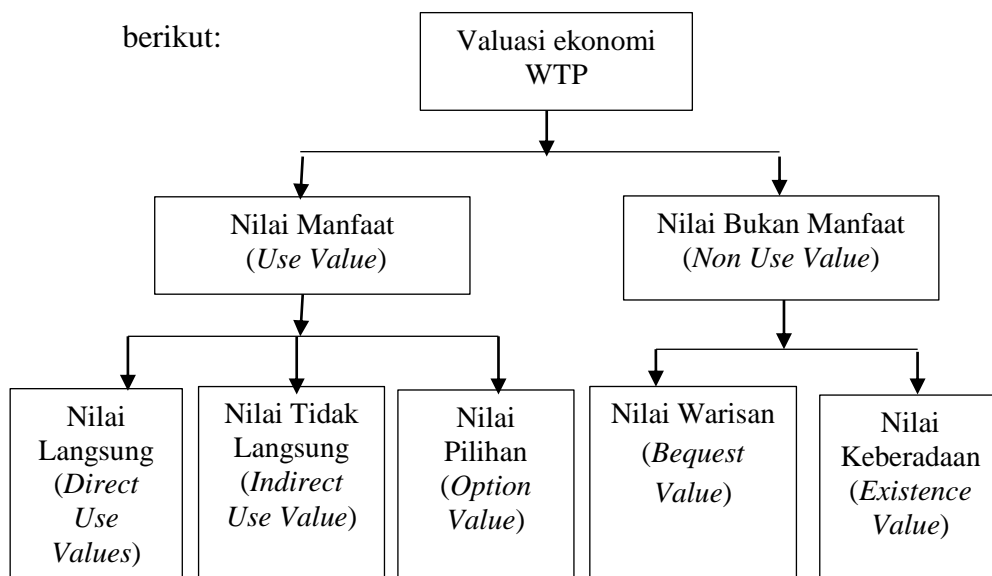 berikut:
Valuasi ekonomi
WTP
Nilai Manfaat
(Use Value)
Nilai Bukan Manfaat
(Non Use Value)
Nilai
Langsung
(Direct
Use
Values)
Nilai Tidak
Langsung
(Indirect
Use Value)
Nilai
Pilihan
(Option
Value)
Nilai Warisan
(Bequest
Value)
Nilai
Keberadaan
(Existence
Value)